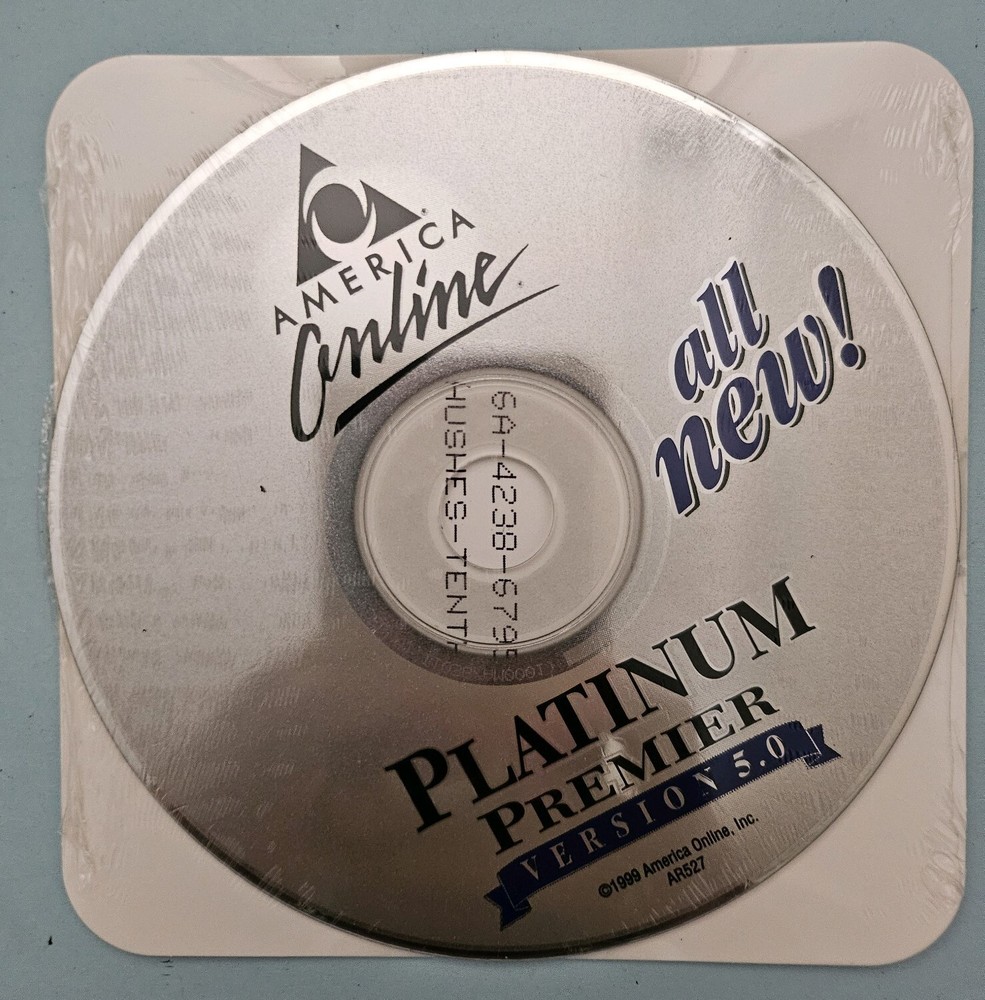 AMERICA
Online
all
new!
6A-4238-679
HUSHES-TENT
PLATINUM
PREMIER
VERSION 5.0
©1999 America Online, Inc.
AR527